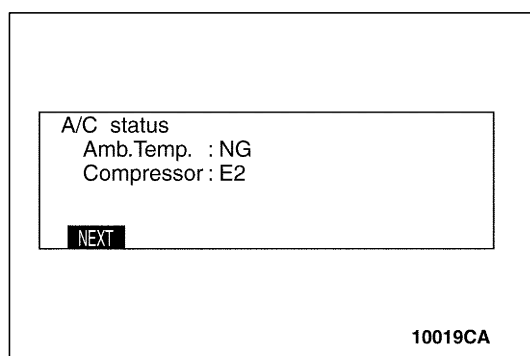 A/C status
Amb.Temp. : NG
Compressor : E2
NEXT
10019CA